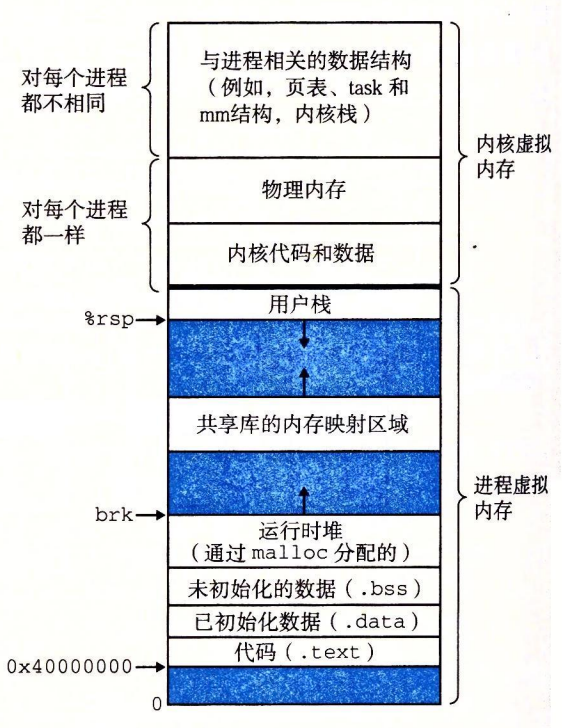 对每个进程
都不相同
与进程相关的数据结构
（例如，页表、task 和
mm结构，内核栈）
内核虚拟
内存
对每个进程
都一样
物理内存
内核代码和数据
用户栈
%rsp
共享库的内存映射区域
进程虚拟
内存
brk
运行时堆
（通过 malloc 分配的）
未初始化的数据（.bss）
已初始化数据（.data）
代码（.text）
0x40000000
0